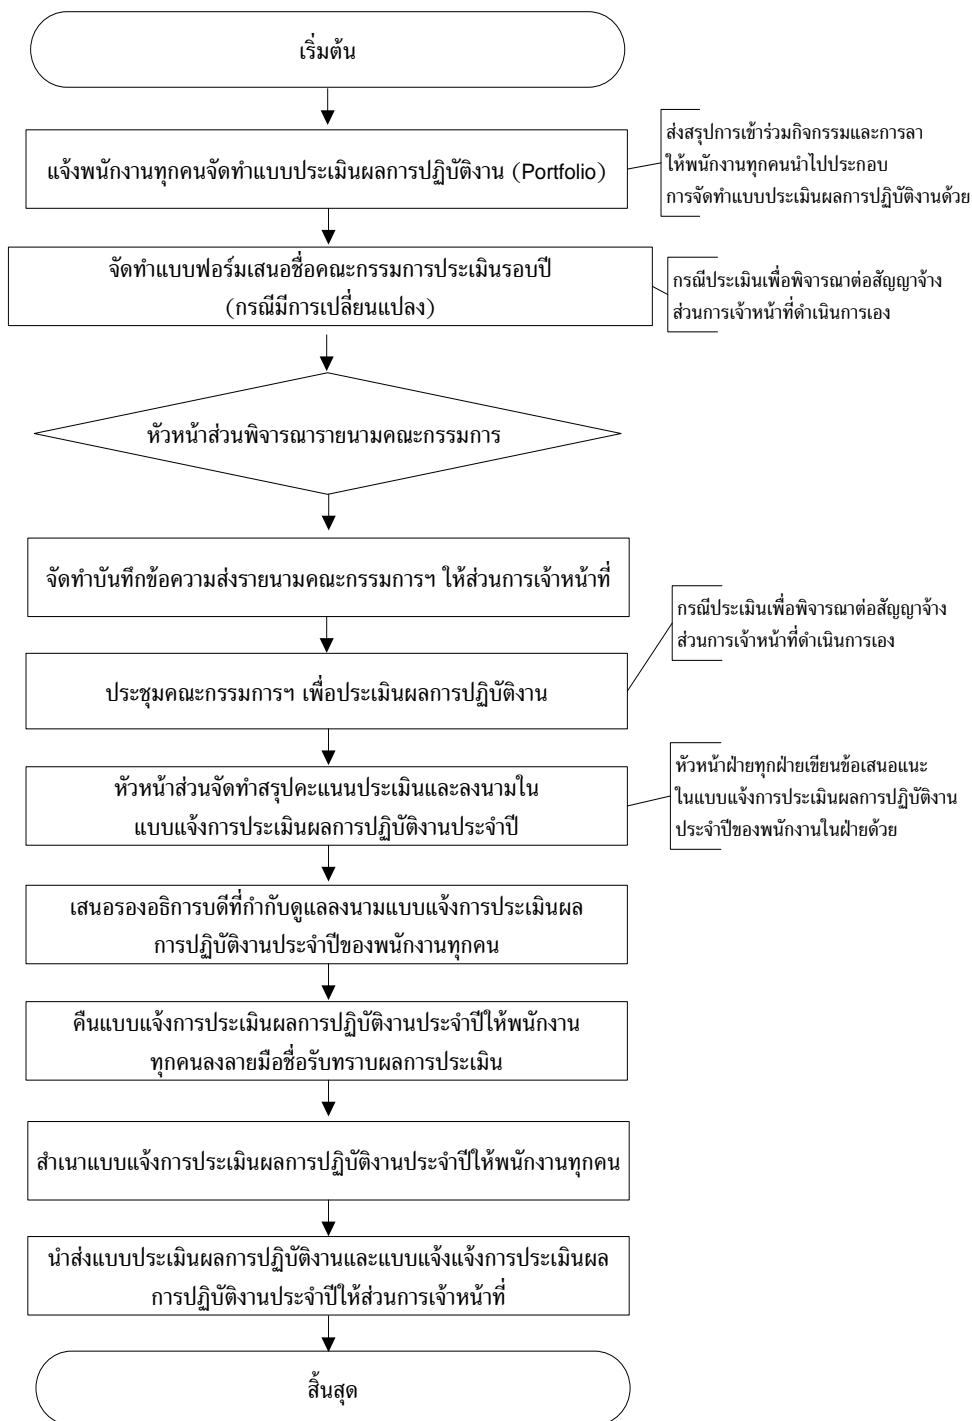 เริ่มต้น
แจ้งพนักงานทุกคนจัดทำแบบประเมินผลการปฏิบัติงาน (Portfolio)
ส่งสรุปการเข้าร่วมกิจกรรมและการลา
ให้พนักงานทุกคนนำไปประกอบ
การจัดทำแบบประเมินผลการปฏิบัติงานด้วย
จัดทำแบบฟอร์มเสนอชื่อคณะกรรมการประเมินรอบปี
(กรณีมีการเปลี่ยนแปลง)
กรณีประเมินเพื่อพิจารณาต่อสัญญาจ้าง
ส่วนการเจ้าหน้าที่ดำเนินการเอง
หัวหน้าส่วนพิจารณารายนามคณะกรรมการ
จัดทำบันทึกข้อความส่งรายนามคณะกรรมการฯ ให้ส่วนการเจ้าหน้าที่
กรณีประเมินเพื่อพิจารณาต่อสัญญาจ้าง
ส่วนการเจ้าหน้าที่ดำเนินการเอง
ประชุมคณะกรรมการฯ เพื่อประเมินผลการปฏิบัติงาน
หัวหน้าส่วนจัดทำสรุปคะแนนประเมินและลงนามใน
แบบแจ้งการประเมินผลการปฏิบัติงานประจำปี
หัวหน้าฝ่ายทุกฝ่ายเขียนข้อเสนอแนะ
ในแบบแจ้งการประเมินผลการปฏิบัติงาน
ประจำปีของพนักงานในฝ่ายด้วย
เสนอรองอธิการบดีที่กำกับดูแลลงนามแบบแจ้งการประเมินผล
การปฏิบัติงานประจำปีของพนักงานทุกคน
คืนแบบแจ้งการประเมินผลการปฏิบัติงานประจำปีให้พนักงาน
ทุกคนลงลายมือชื่อรับทราบผลการประเมิน
สำเนาแบบแจ้งการประเมินผลการปฏิบัติงานประจำปีให้พนักงานทุกคน
นำส่งแบบประเมินผลการปฏิบัติงานและแบบแจ้งแจ้งการประเมินผล
การปฏิบัติงานประจำปีให้ส่วนการเจ้าหน้าที่
สิ้นสุด